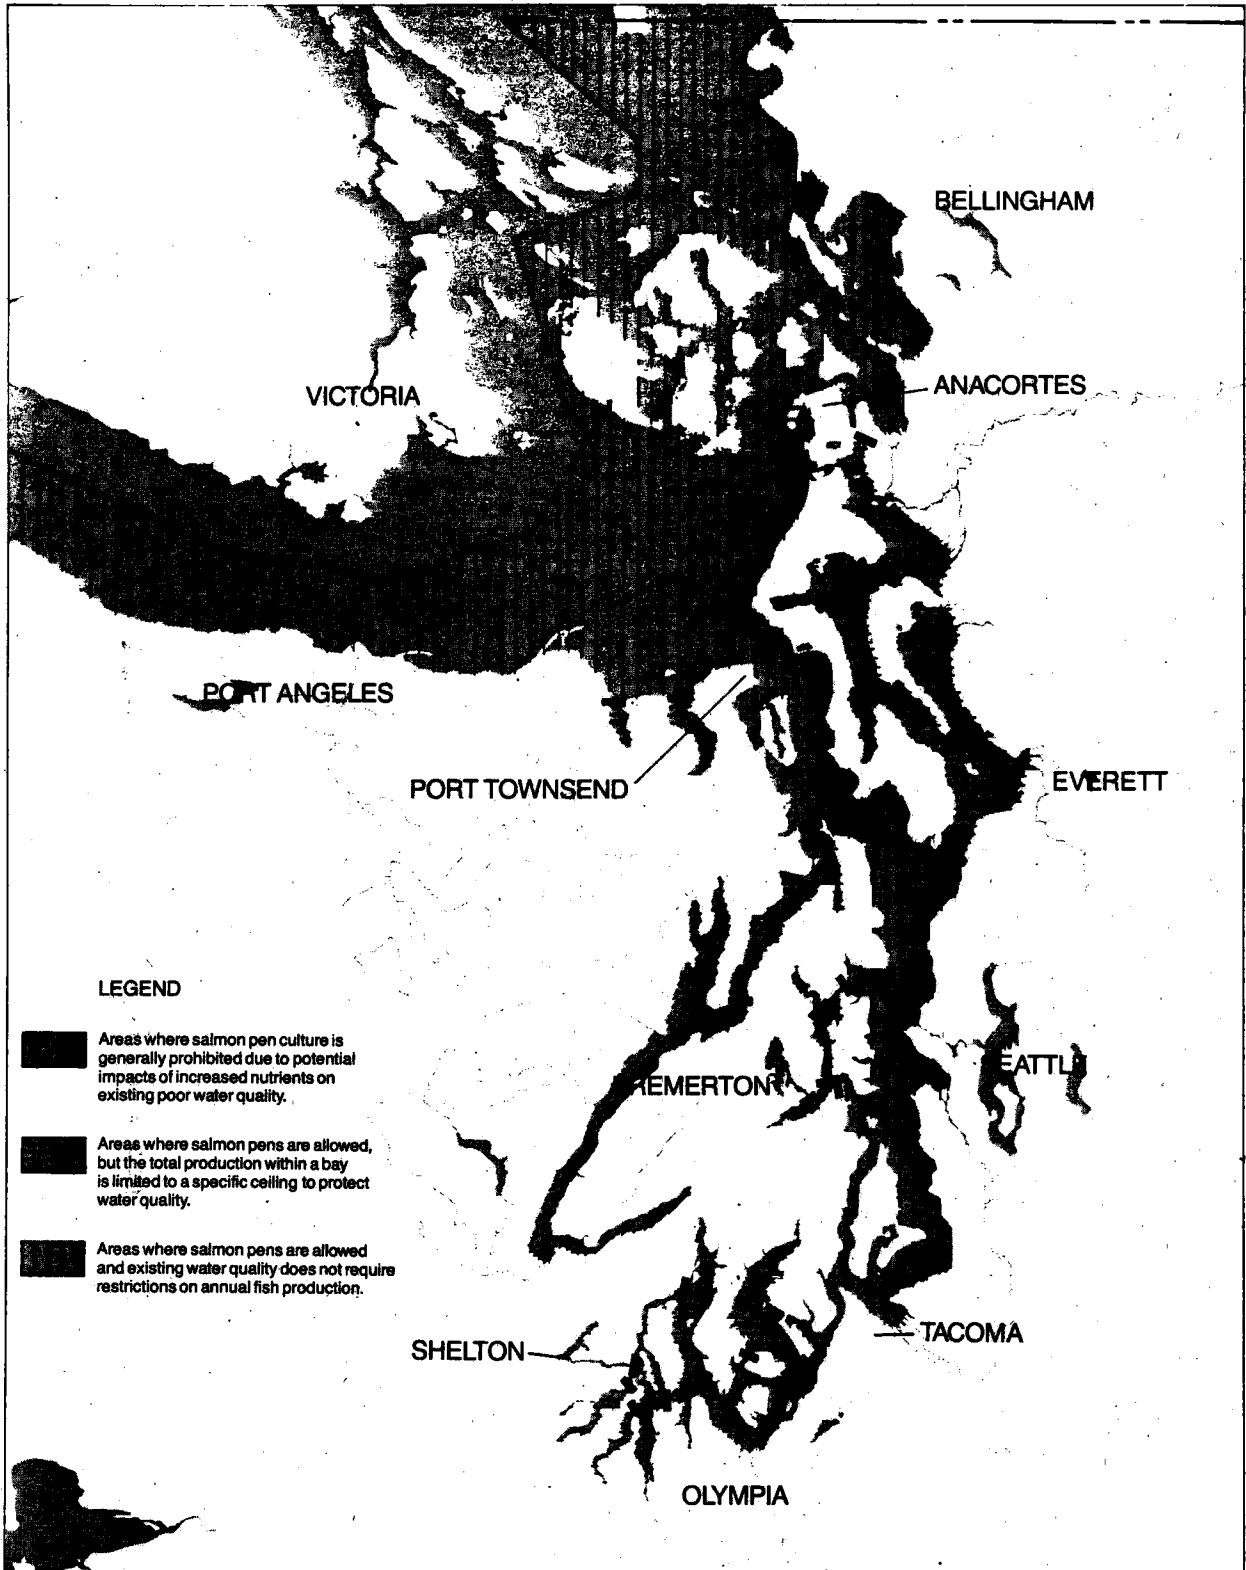 BELLINGHAM
ANACORTES
VICTORIA
PORT ANGELES
PORT TOWNSEND
EVERETT
LEGEND
Areas where salmon pen culture is
generally prohibited due to potential
impacts of increased nutrients on
existing poor water quality.
EATTLE
REMERTON
Areas where salmon pens are allowed,
but the total production within a bay
is limited to a specific ceiling to protect
water quality.
Areas where salmon pens are allowed
and existing water quality does not require
restrictions on annual fish production.
TACOMA
SHELTON
OLYMPIA